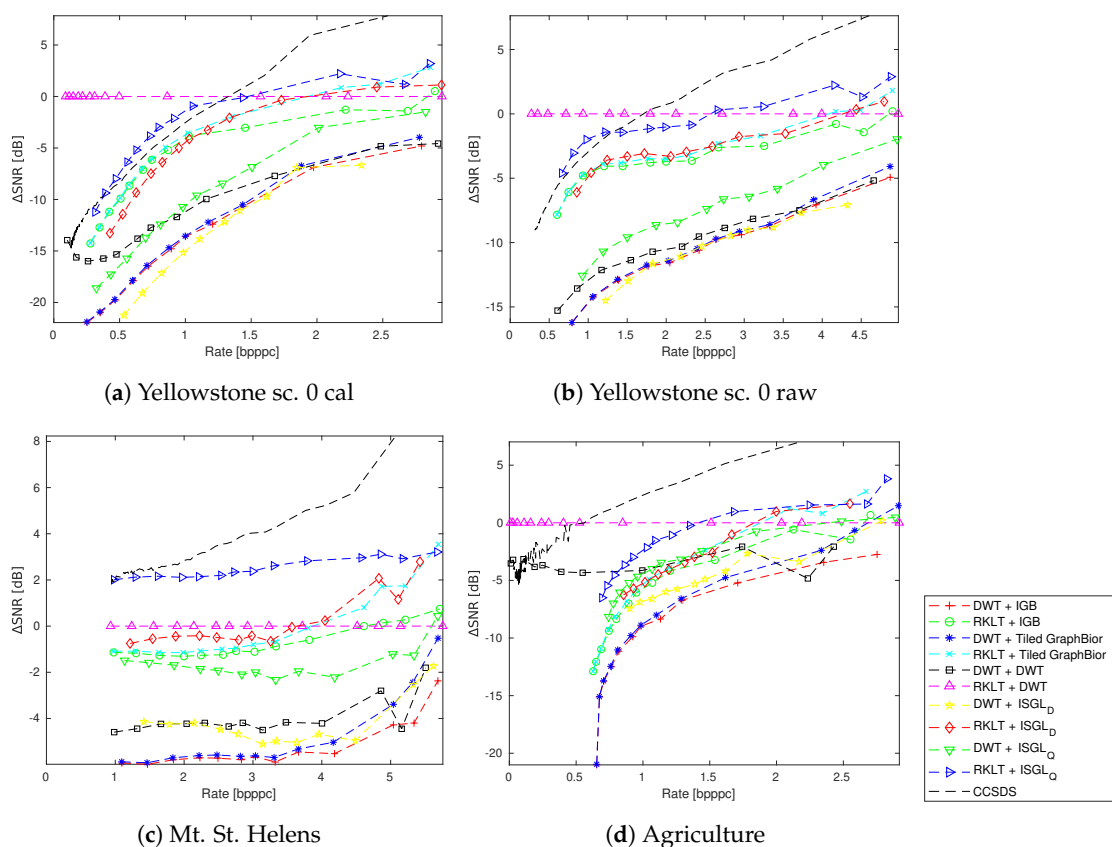 5
0
-5
-10
-15
-20
ΔSNR [dB]
0 0.5 1 1.5 2 2.5
Rate [bpppc]
(a) Yellowstone sc. 0 cal
5
0
-5
-10
-15
ΔSNR [dB]
0 0.5 1 1.5 2 2.5 3 3.5 4 4.5
Rate [bpppc]
(b) Yellowstone sc. 0 raw
8
6
4
2
0
-2
-4
ΔSNR [dB]
0 1 2 3 4 5
Rate [bpppc]
(c) Mt. St. Helens
5
0
-5
-10
-15
-20
ΔSNR [dB]
0 0.5 1 1.5 2 2.5
Rate [bpppc]
(d) Agriculture
DWT + IGB
RKLT + IGB
DWT + Tiled GraphBior
RKLT + Tiled GraphBior
DWT + DWT
RKLT + DWT
DWT + ISGL_D
RKLT + ISGL_D
DWT + ISGL_Q
RKLT + ISGL_Q
CCSDS